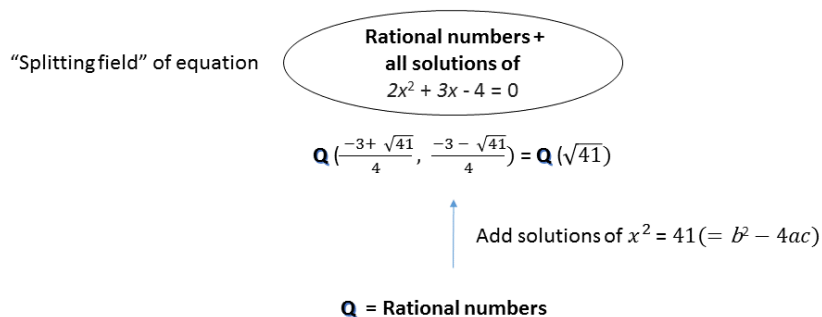 Rational numbers +
"Splitting field" of equation all solutions of
2x² + 3x - 4 = 0
Q (−3+ √41/4, −3 − √41/4) = Q (√41)
Add solutions of x² = 41(= b² − 4ac)
Q = Rational numbers